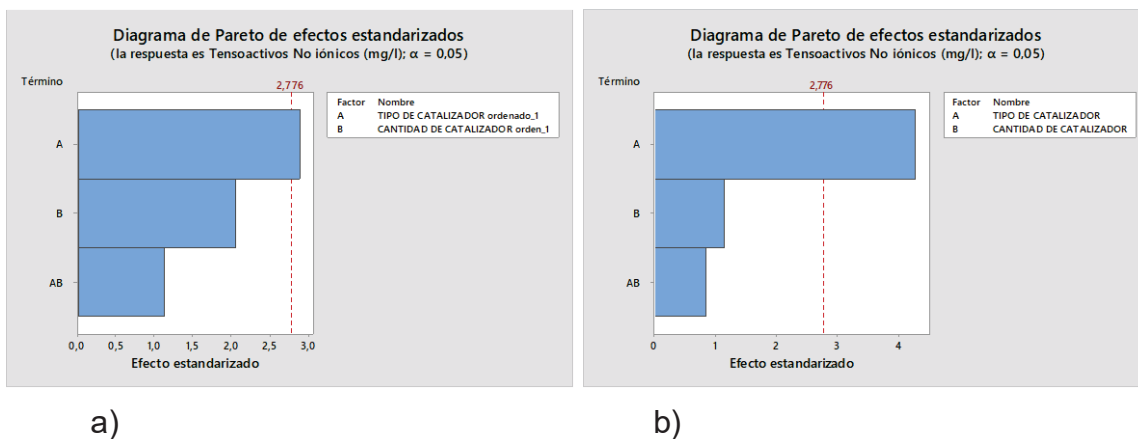 Diagrama de Pareto de efectos estandarizados
(la respuesta es Tensoactivos No iónicos (mg/l); α = 0,05)
Término
2,776
A
B
AB
0,0 0,5 1,0 1,5 2,0 2,5 3,0
Efecto estandarizado
Factor Nombre
A TIPO DE CATALIZADOR ordenado_1
B CANTIDAD DE CATALIZADOR orden_1
a)
Diagrama de Pareto de efectos estandarizados
(la respuesta es Tensoactivos No iónicos (mg/l); α = 0,05)
Término
2,776
A
B
AB
0 1 2 3 4
Efecto estandarizado
Factor Nombre
A TIPO DE CATALIZADOR
B CANTIDAD DE CATALIZADOR
b)